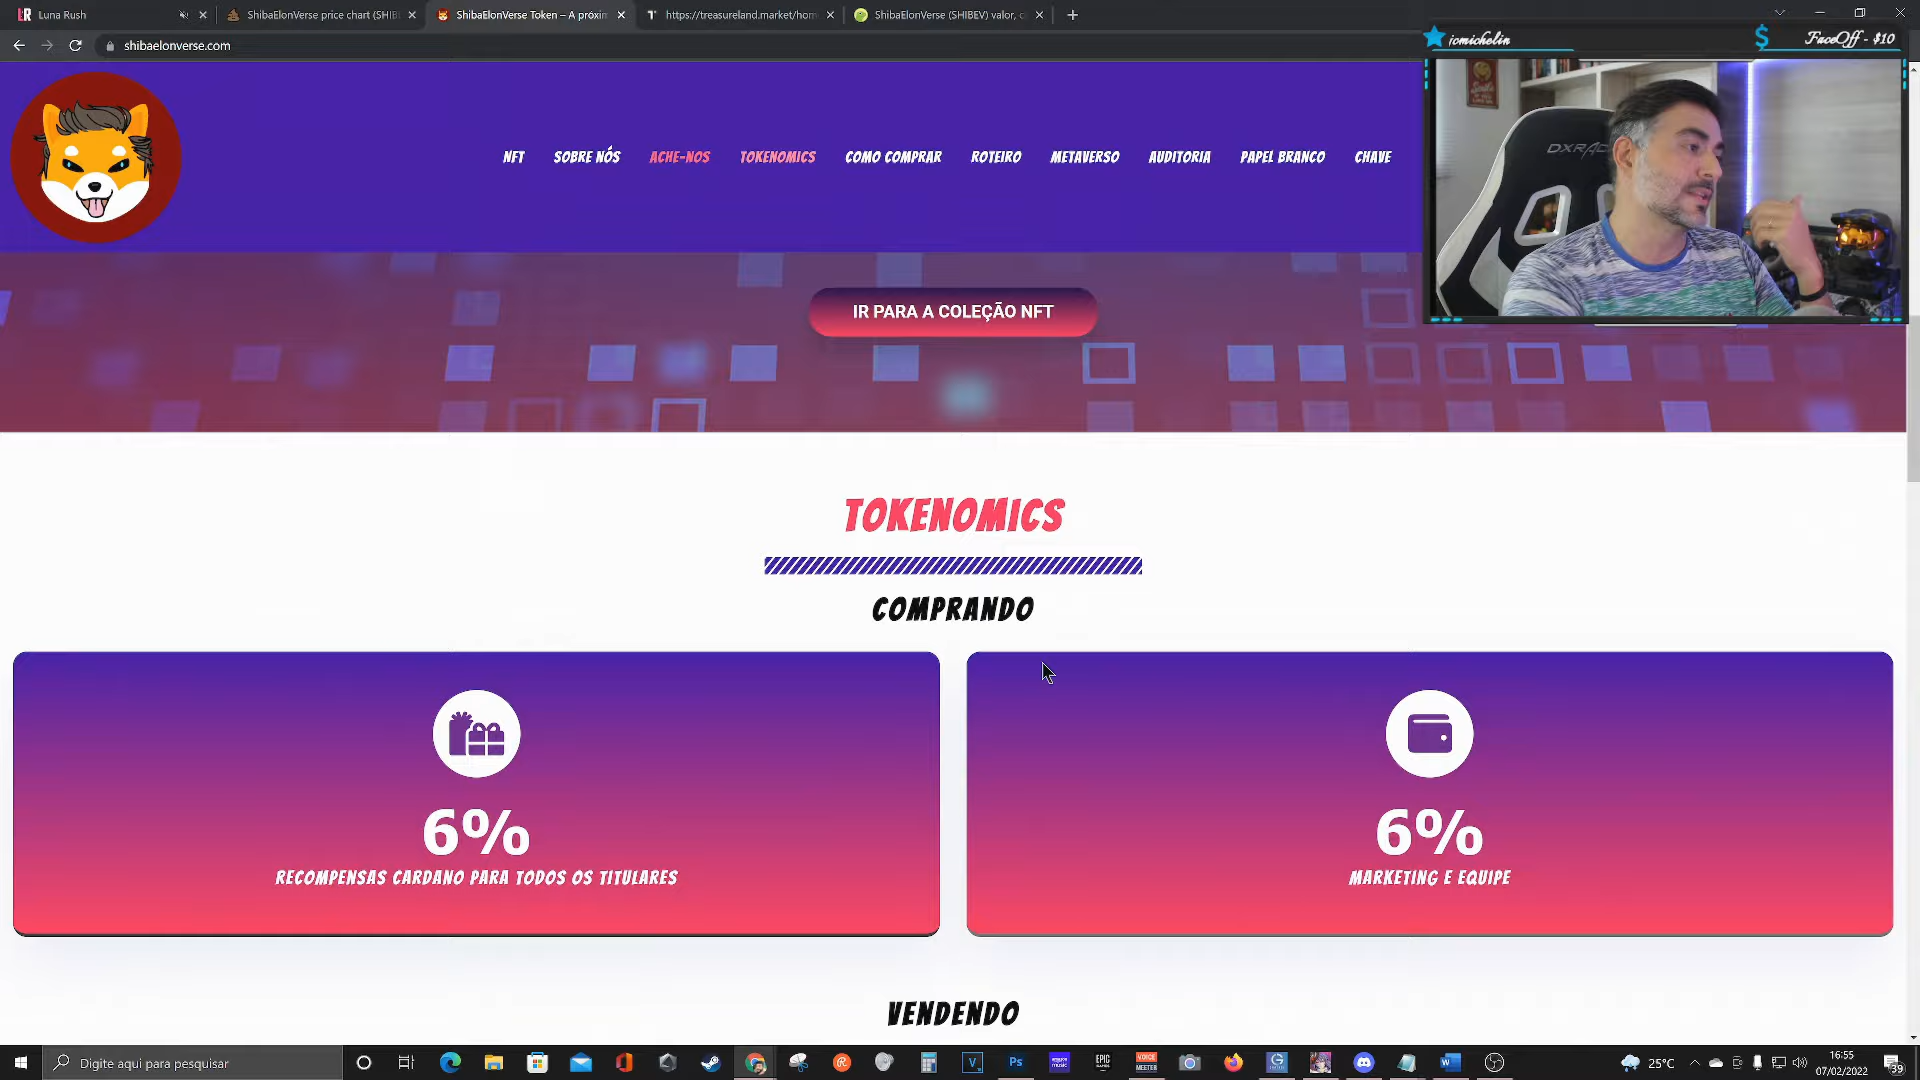 Luna Rush
ShibaElonVerse price chart (SHIB
ShibaElonVerse Token – A próxim
https://treasureland.market/hom
ShibaElonVerse (SHIBEV) valor, c
shibaelonverse.com
icmichelin
$
FaceOff - $10
DXRAC
NFT
SOBRE NÓS
ACHE-NOS
TOKENOMICS
COMO COMPRAR
ROTEIRO
METAVERSO
AUDITORIA
PAPEL BRANCO
CHAVE
IR PARA A COLEÇÃO NFT
TOKENOMICS
COMPRANDO
6%
RECOMPENSAS CARDANO PARA TODOS OS TITULARES
6%
MARKETING E EQUIPE
VENDENDO
Digite aqui para pesquisar
25°C
16:55
07/02/2022
39